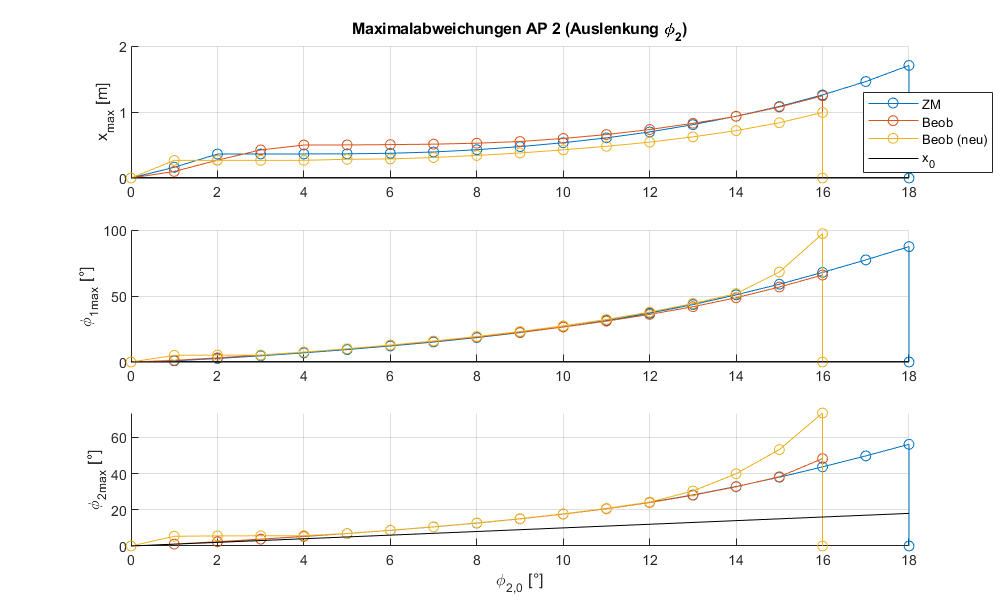 Maximalabweichungen AP 2 (Auslenkung ϕ2)
xmax [m]
2
1
0
0 2 4 6 8 10 12 14 16 18
ZM
Beob
Beob (neu)
x0
ϕ1max [°]
100
50
0
0 2 4 6 8 10 12 14 16 18
ϕ2max [°]
60
40
20
0
0 2 4 6 8 10 12 14 16 18
ϕ2,0 [°]